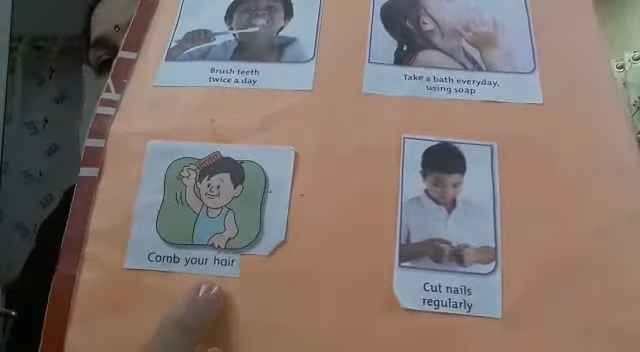 Brush teeth
twice a day
Take a bath everyday,
using soap
Comb your hair
Cut nails
regularly